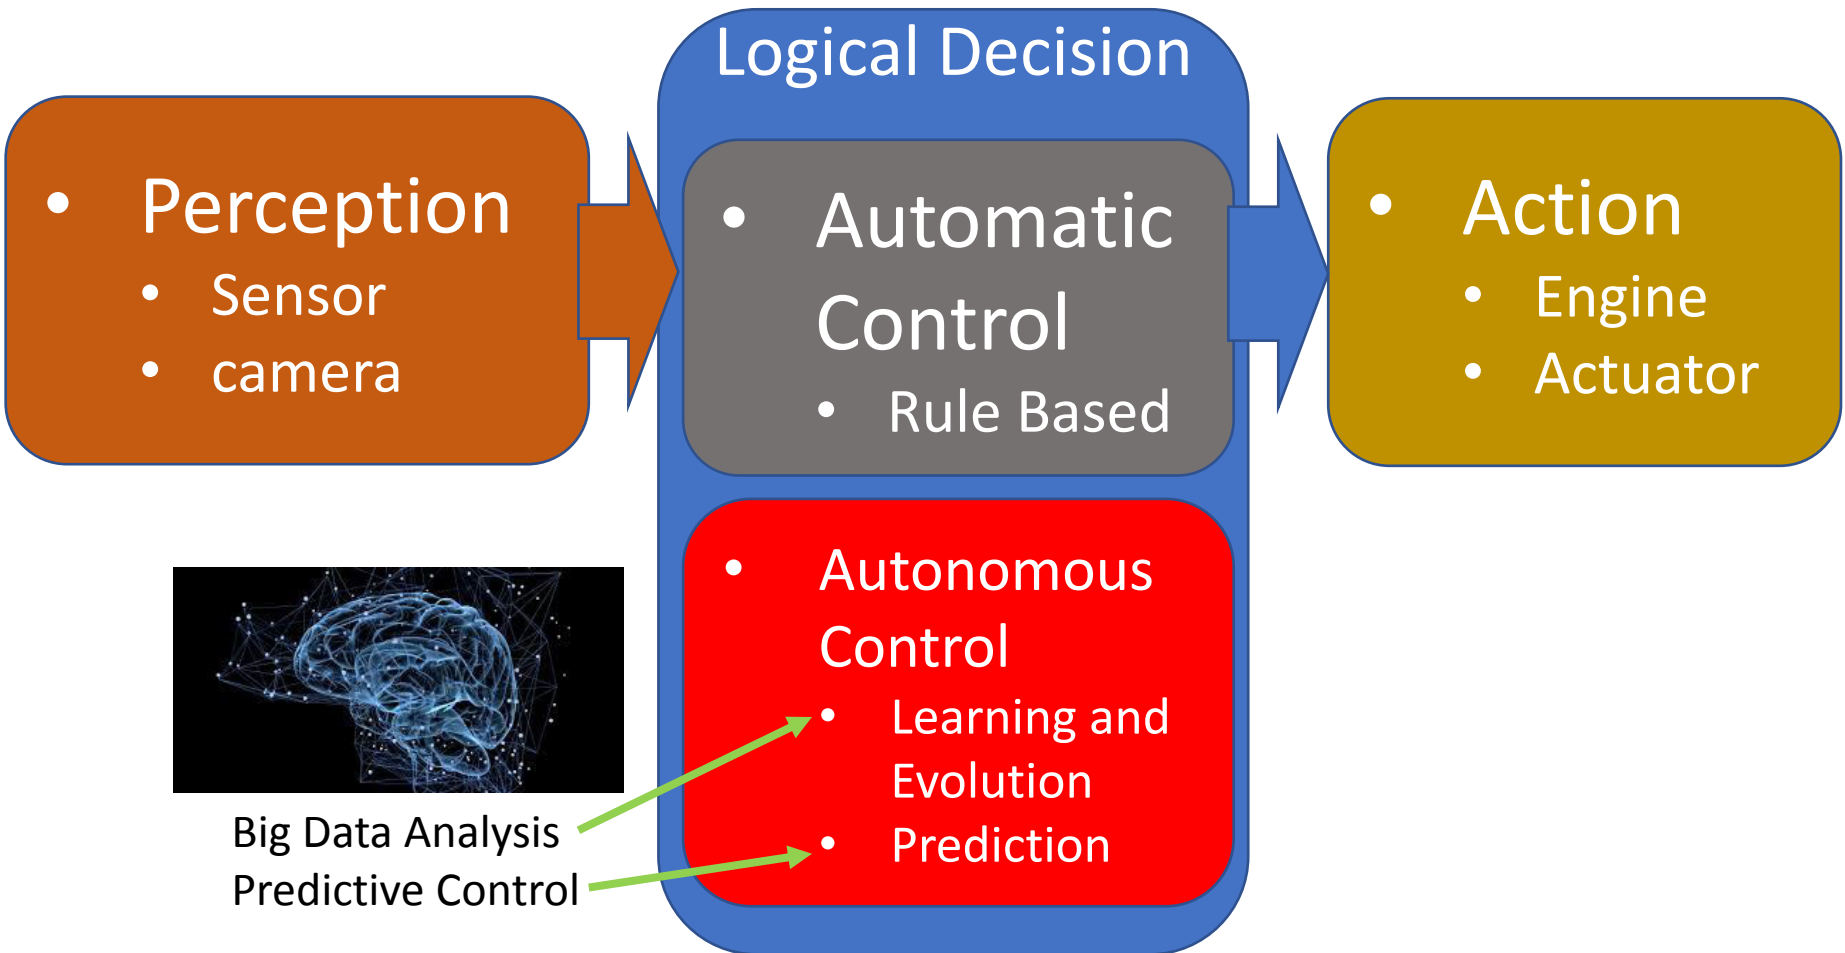 Logical Decision
• Perception
• Sensor
• camera
• Automatic
Control
• Rule Based
• Action
• Engine
• Actuator
• Autonomous
Control
• Learning and
Evolution
• Prediction
Big Data Analysis
Predictive Control